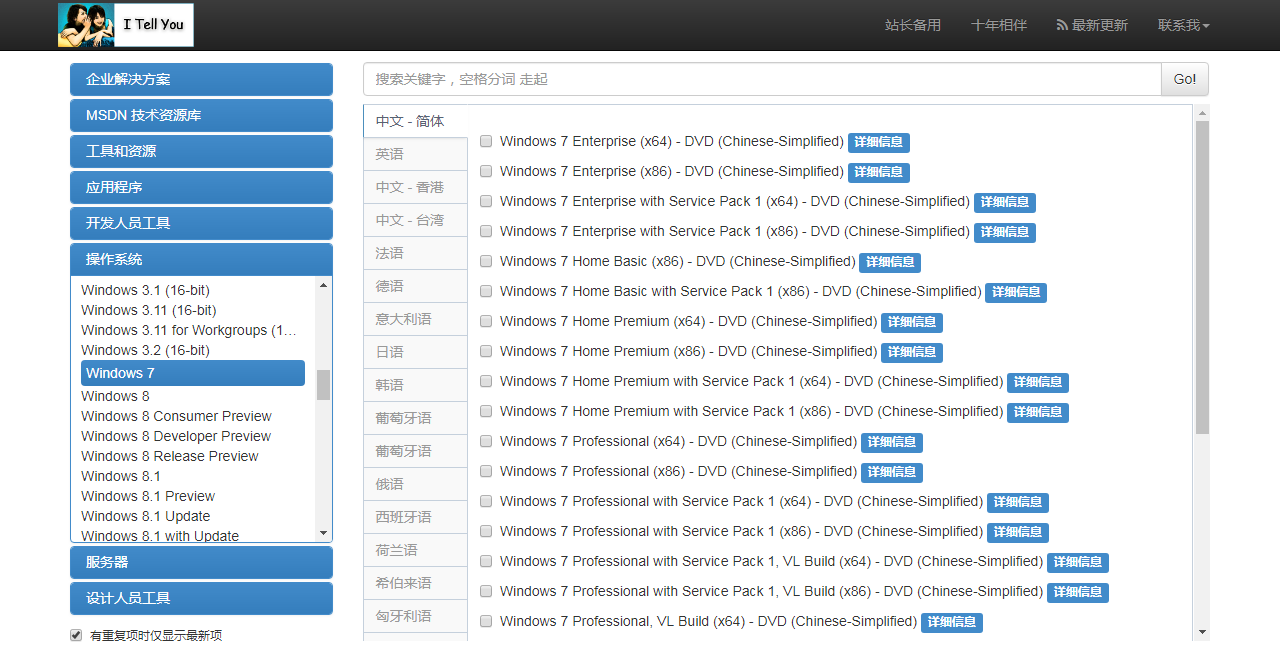 I Tell You
站长备用 十年相伴 最新更新 联系我
企业解决方案
MSDN 技术资源库
工具和资源
应用程序
开发人员工具
操作系统
Windows 3.1 (16-bit)
Windows 3.11 (16-bit)
Windows 3.11 for Workgroups (1…
Windows 3.2 (16-bit)
Windows 7
Windows 8
Windows 8 Consumer Preview
Windows 8 Developer Preview
Windows 8 Release Preview
Windows 8.1
Windows 8.1 Preview
Windows 8.1 Update
Windows 8.1 with Update
服务器
设计人员工具
有重复项时仅显示最新项
搜索关键字，空格分词 走起 Go!
中文 - 简体
英语
中文 - 香港
中文 - 台湾
法语
德语
意大利语
日语
韩语
葡萄牙语
葡萄牙语
俄语
西班牙语
荷兰语
希伯来语
匈牙利语
Windows 7 Enterprise (x64) - DVD (Chinese-Simplified) 详细信息
Windows 7 Enterprise (x86) - DVD (Chinese-Simplified) 详细信息
Windows 7 Enterprise with Service Pack 1 (x64) - DVD (Chinese-Simplified) 详细信息
Windows 7 Enterprise with Service Pack 1 (x86) - DVD (Chinese-Simplified) 详细信息
Windows 7 Home Basic (x86) - DVD (Chinese-Simplified) 详细信息
Windows 7 Home Basic with Service Pack 1 (x86) - DVD (Chinese-Simplified) 详细信息
Windows 7 Home Premium (x64) - DVD (Chinese-Simplified) 详细信息
Windows 7 Home Premium (x86) - DVD (Chinese-Simplified) 详细信息
Windows 7 Home Premium with Service Pack 1 (x64) - DVD (Chinese-Simplified) 详细信息
Windows 7 Home Premium with Service Pack 1 (x86) - DVD (Chinese-Simplified) 详细信息
Windows 7 Professional (x64) - DVD (Chinese-Simplified) 详细信息
Windows 7 Professional (x86) - DVD (Chinese-Simplified) 详细信息
Windows 7 Professional with Service Pack 1 (x64) - DVD (Chinese-Simplified) 详细信息
Windows 7 Professional with Service Pack 1 (x86) - DVD (Chinese-Simplified) 详细信息
Windows 7 Professional with Service Pack 1, VL Build (x64) - DVD (Chinese-Simplified) 详细信息
Windows 7 Professional with Service Pack 1, VL Build (x86) - DVD (Chinese-Simplified) 详细信息
Windows 7 Professional, VL Build (x64) - DVD (Chinese-Simplified) 详细信息